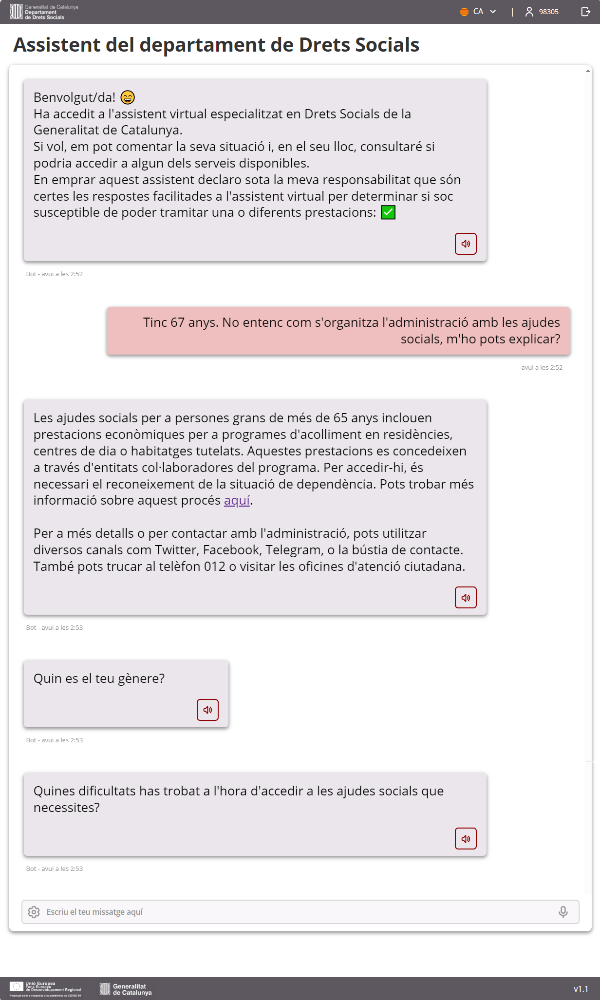 Generalitat de Catalunya
Departament
de Drets Socials
CA
|
98305
Assistent del departament de Drets Socials
Benvolgut/da! 😄
Ha accedit a l'assistent virtual especialitzat en Drets Socials de la
Generalitat de Catalunya.
Si vol, em pot comentar la seva situació i, en el seu lloc, consultaré si
podria accedir a algun dels serveis disponibles.
En emprar aquest assistent declaro sota la meva responsabilitat que són
certes les respostes facilitades a l'assistent virtual per determinar si soc
susceptible de poder tramitar una o diferents prestacions: ✅
Bot - avui a les 2:52
Tinc 67 anys. No entenc com s'organitza l'administració amb les ajudes
socials, m'ho pots explicar?
avui a les 2:52
Les ajudes socials per a persones grans de més de 65 anys inclouen
prestacions econòmiques per a programes d'acolliment en residències,
centres de dia o habitatges tutelats. Aquestes prestacions es concedeixen
a través d'entitats col·laboradores del programa. Per accedir-hi, és
necessari el reconeixement de la situació de dependència. Pots trobar més
informació sobre aquest procés aquí.
Per a més detalls o per contactar amb l'administració, pots utilitzar
diversos canals com Twitter, Facebook, Telegram, o la bústia de contacte.
També pots trucar al telèfon 012 o visitar les oficines d'atenció ciutadana.
Bot - avui a les 2:53
Quin es el teu gènere?
Bot - avui a les 2:53
Quines dificultats has trobat a l'hora d'accedir a les ajudes socials que
necessites?
Bot - avui a les 2:53
Escriu el teu missatge aquí
Unió Europea
Fons Europeu
de Desenvolupament Regional
Finançat com a resposta a la pandèmia de COVID-19
Generalitat
de Catalunya
v1.1